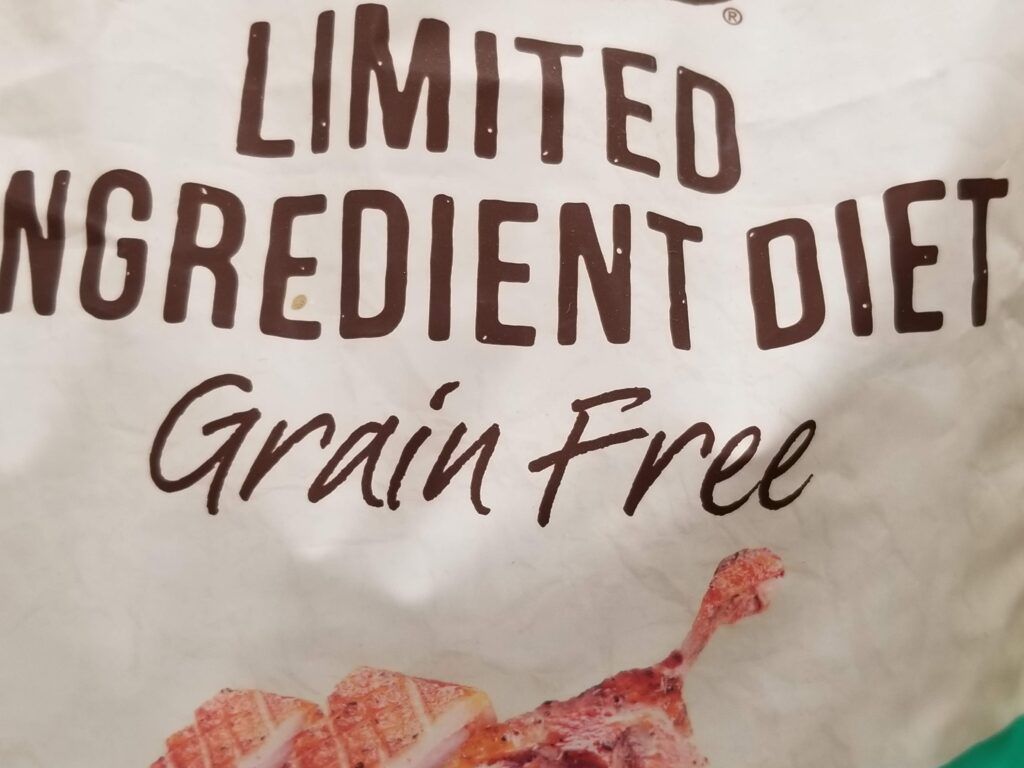 LIMITED ®
NGREDIENT DIET
Grain Free